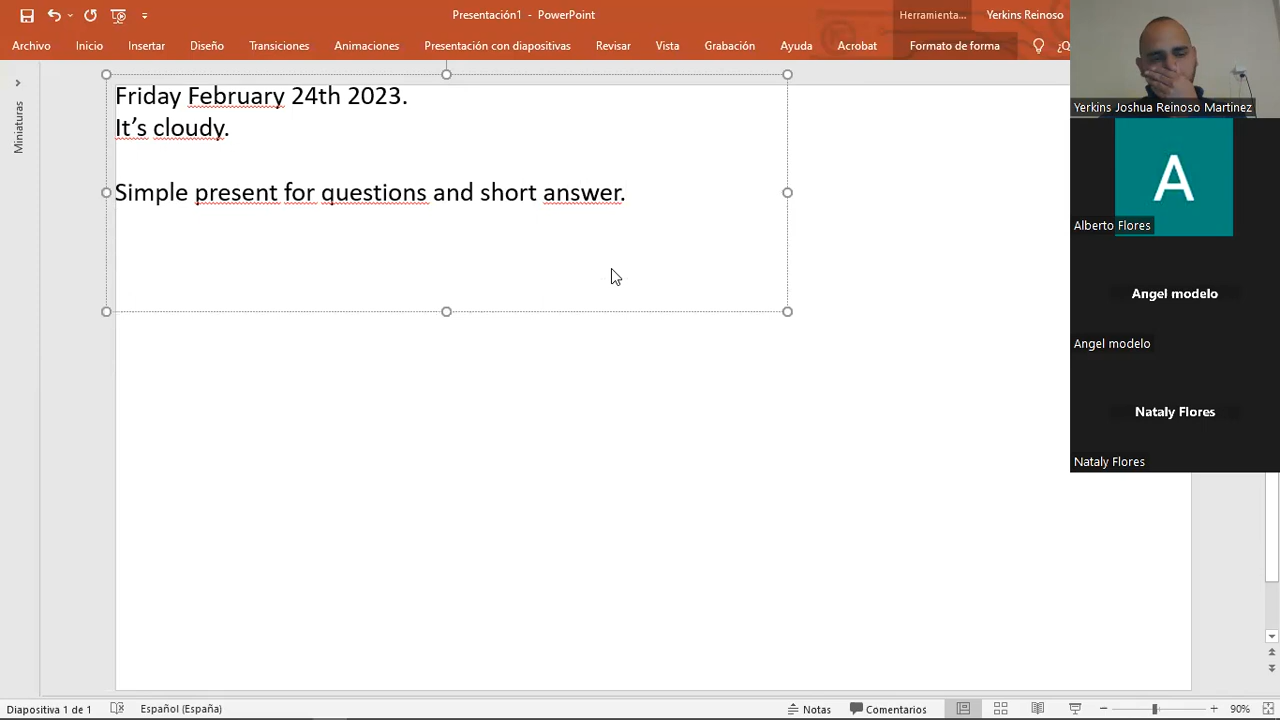 Presentación1 - PowerPoint
Herramienta...
Yerkins Reinoso
Archivo
Inicio
Insertar
Diseño
Transiciones
Animaciones
Presentación con diapositivas
Revisar
Vista
Grabación
Ayuda
Acrobat
Formato de forma
¿Q
Miniaturas
Friday February 24th 2023.
It’s cloudy.
Simple present for questions and short answer.
Yerkins Joshua Reinoso Martinez
A
Alberto Flores
Angel modelo
Angel modelo
Nataly Flores
Nataly Flores
Diapositiva 1 de 1
Español (España)
Notas
Comentarios
90%